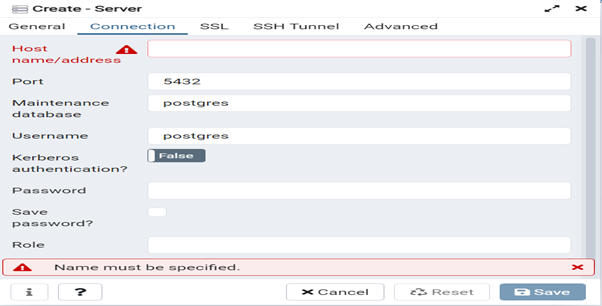 Create - Server
General Connection SSL SSH Tunnel Advanced
Host
name/address
Port 5432
Maintenance postgres
database
Username postgres
Kerberos False
authentication?
Password
Save
password?
Role
Name must be specified.
i ? Cancel Reset Save